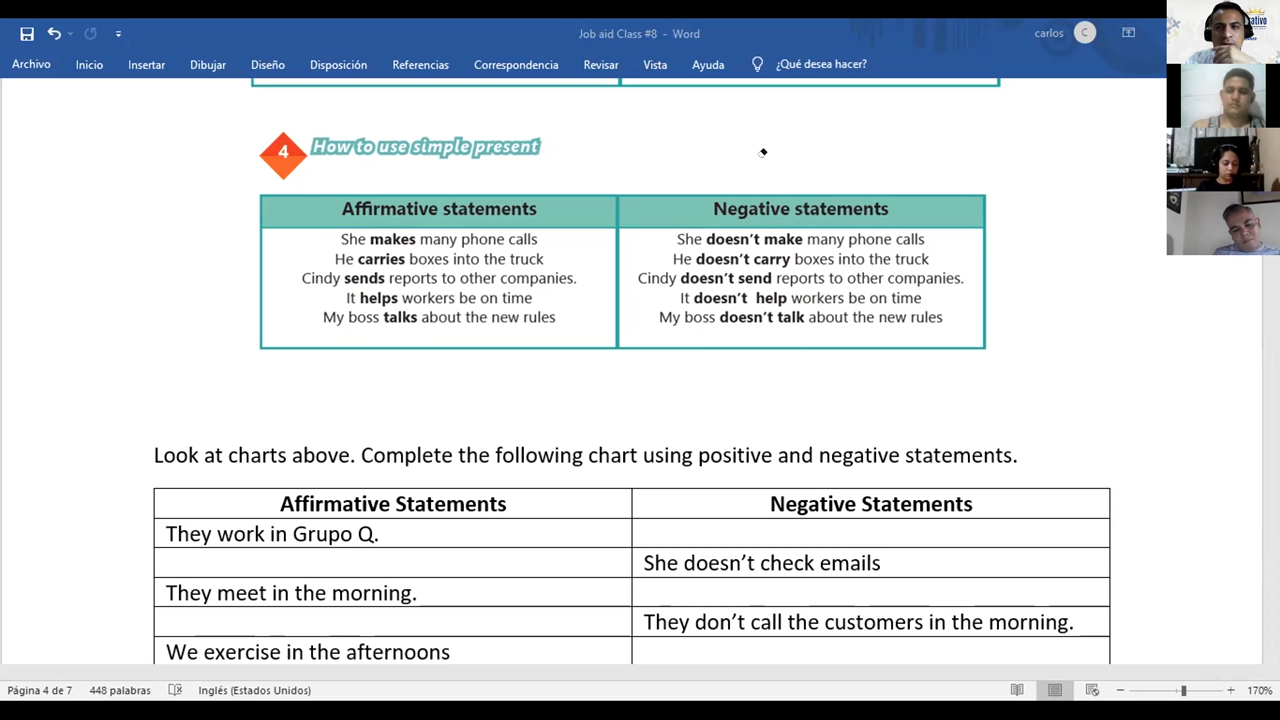 Job aid Class #8 - Word
carlos
C
Archivo Inicio Insertar Dibujar Diseño Disposición Referencias Correspondencia Revisar Vista Ayuda ¿Qué desea hacer?
4
How to use simple present
Affirmative statements Negative statements
She makes many phone calls She doesn't make many phone calls
He carries boxes into the truck He doesn't carry boxes into the truck
Cindy sends reports to other companies. Cindy doesn't send reports to other companies.
It helps workers be on time It doesn't help workers be on time
My boss talks about the new rules My boss doesn't talk about the new rules
Look at charts above. Complete the following chart using positive and negative statements.
Affirmative Statements Negative Statements
They work in Grupo Q.
She doesn't check emails
They meet in the morning.
They don't call the customers in the morning.
We exercise in the afternoons
Página 4 de 7 448 palabras Inglés (Estados Unidos) 170%